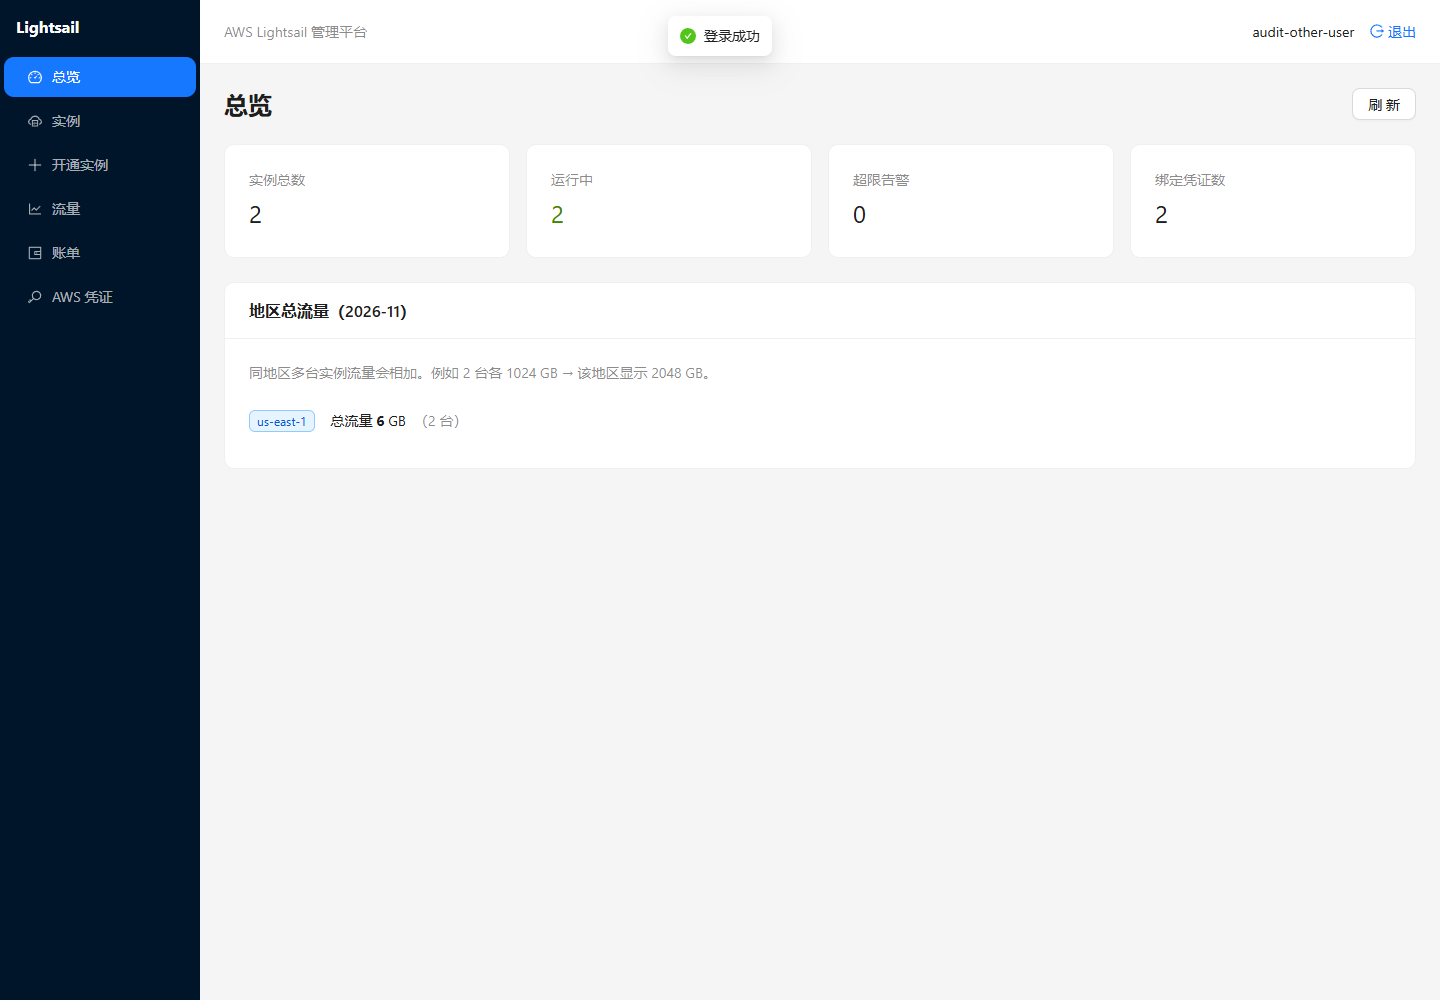 Lightsail
总览
实例
开通实例
流量
账单
AWS 凭证
AWS Lightsail 管理平台
登录成功
audit-other-user
退出
总览
刷 新
实例总数
2
运行中
2
超限告警
0
绑定凭证数
2
地区总流量（2026-11）
同地区多台实例流量会相加。例如 2 台各 1024 GB → 该地区显示 2048 GB。
us-east-1 总流量 6 GB （2 台）